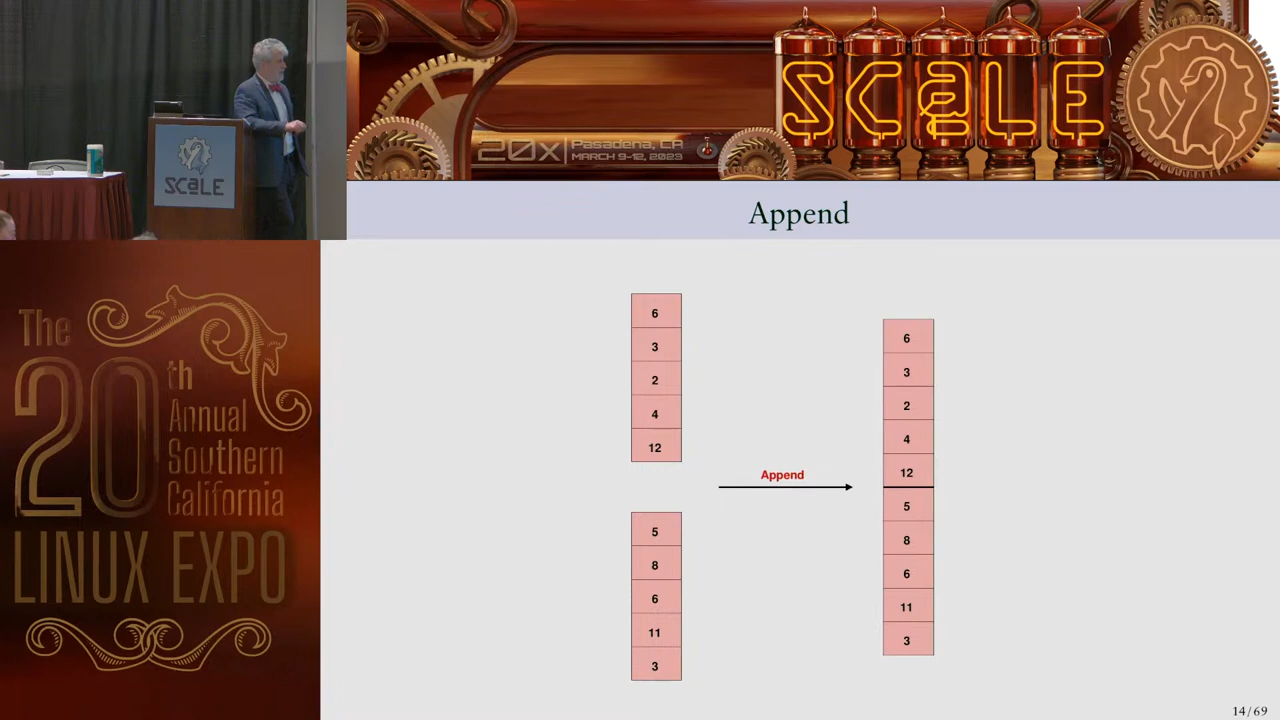 SCaLE
20x
Pasadena, CA
MARCH 9-12, 2023
SCaLE
Append
The
20th
Annual
Southern
California
LINUX EXPO
6
3
2
4
12
5
8
6
11
3
Append
6
3
2
4
12
5
8
6
11
3
14/69